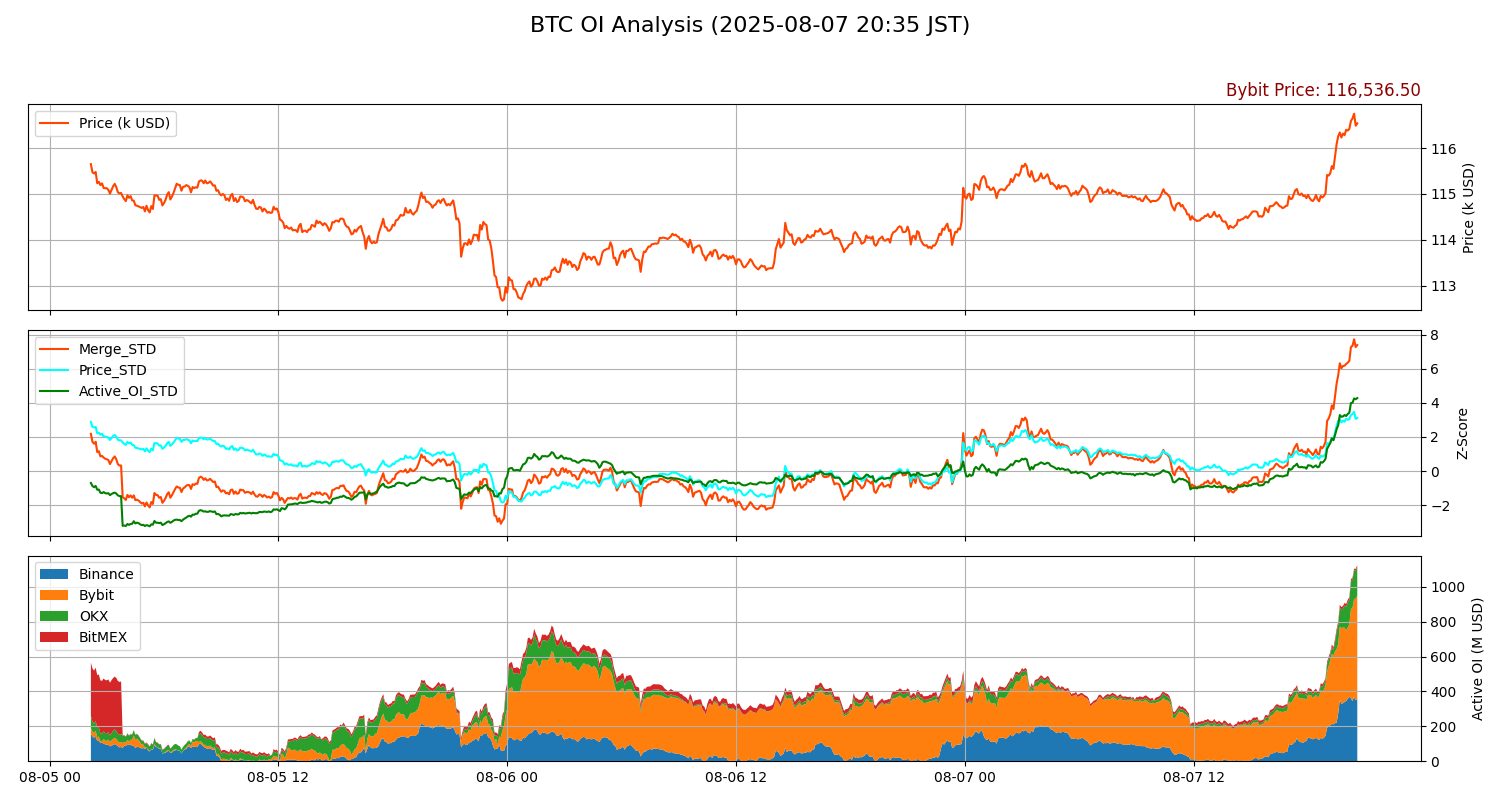 BTC OI Analysis (2025-08-07 20:35 JST)
Bybit Price: 116,536.50
Price (k USD)
116
115
114
113
Price (k USD)
Merge_STD
Price_STD
Active_OI_STD
8
6
4
2
0
−2
Z-Score
Binance
Bybit
OKX
BitMEX
1000
800
600
400
200
0
Active OI (M USD)
08-05 00
08-05 12
08-06 00
08-06 12
08-07 00
08-07 12